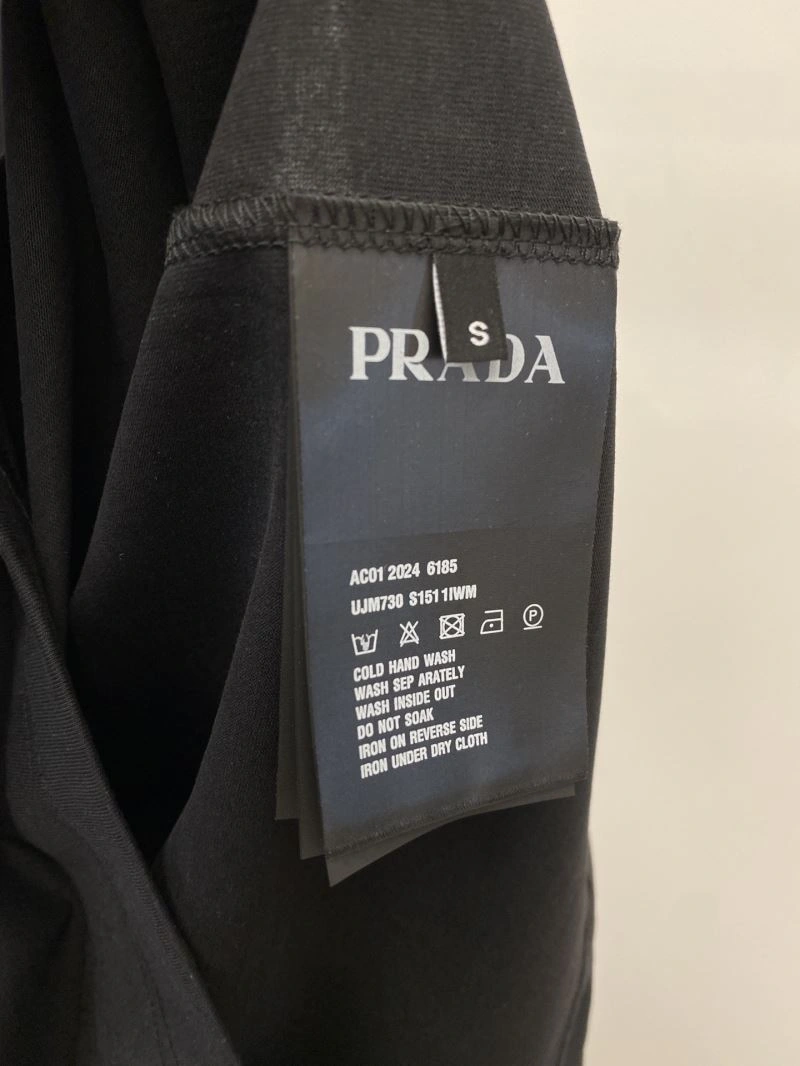 S
PRADA
AC01 2024 6185
UJM730 S151 1IWM
P
COLD HAND WASH
WASH SEP ARATELY
WASH INSIDE OUT
DO NOT SOAK
IRON ON REVERSE SIDE
IRON UNDER DRY CLOTH